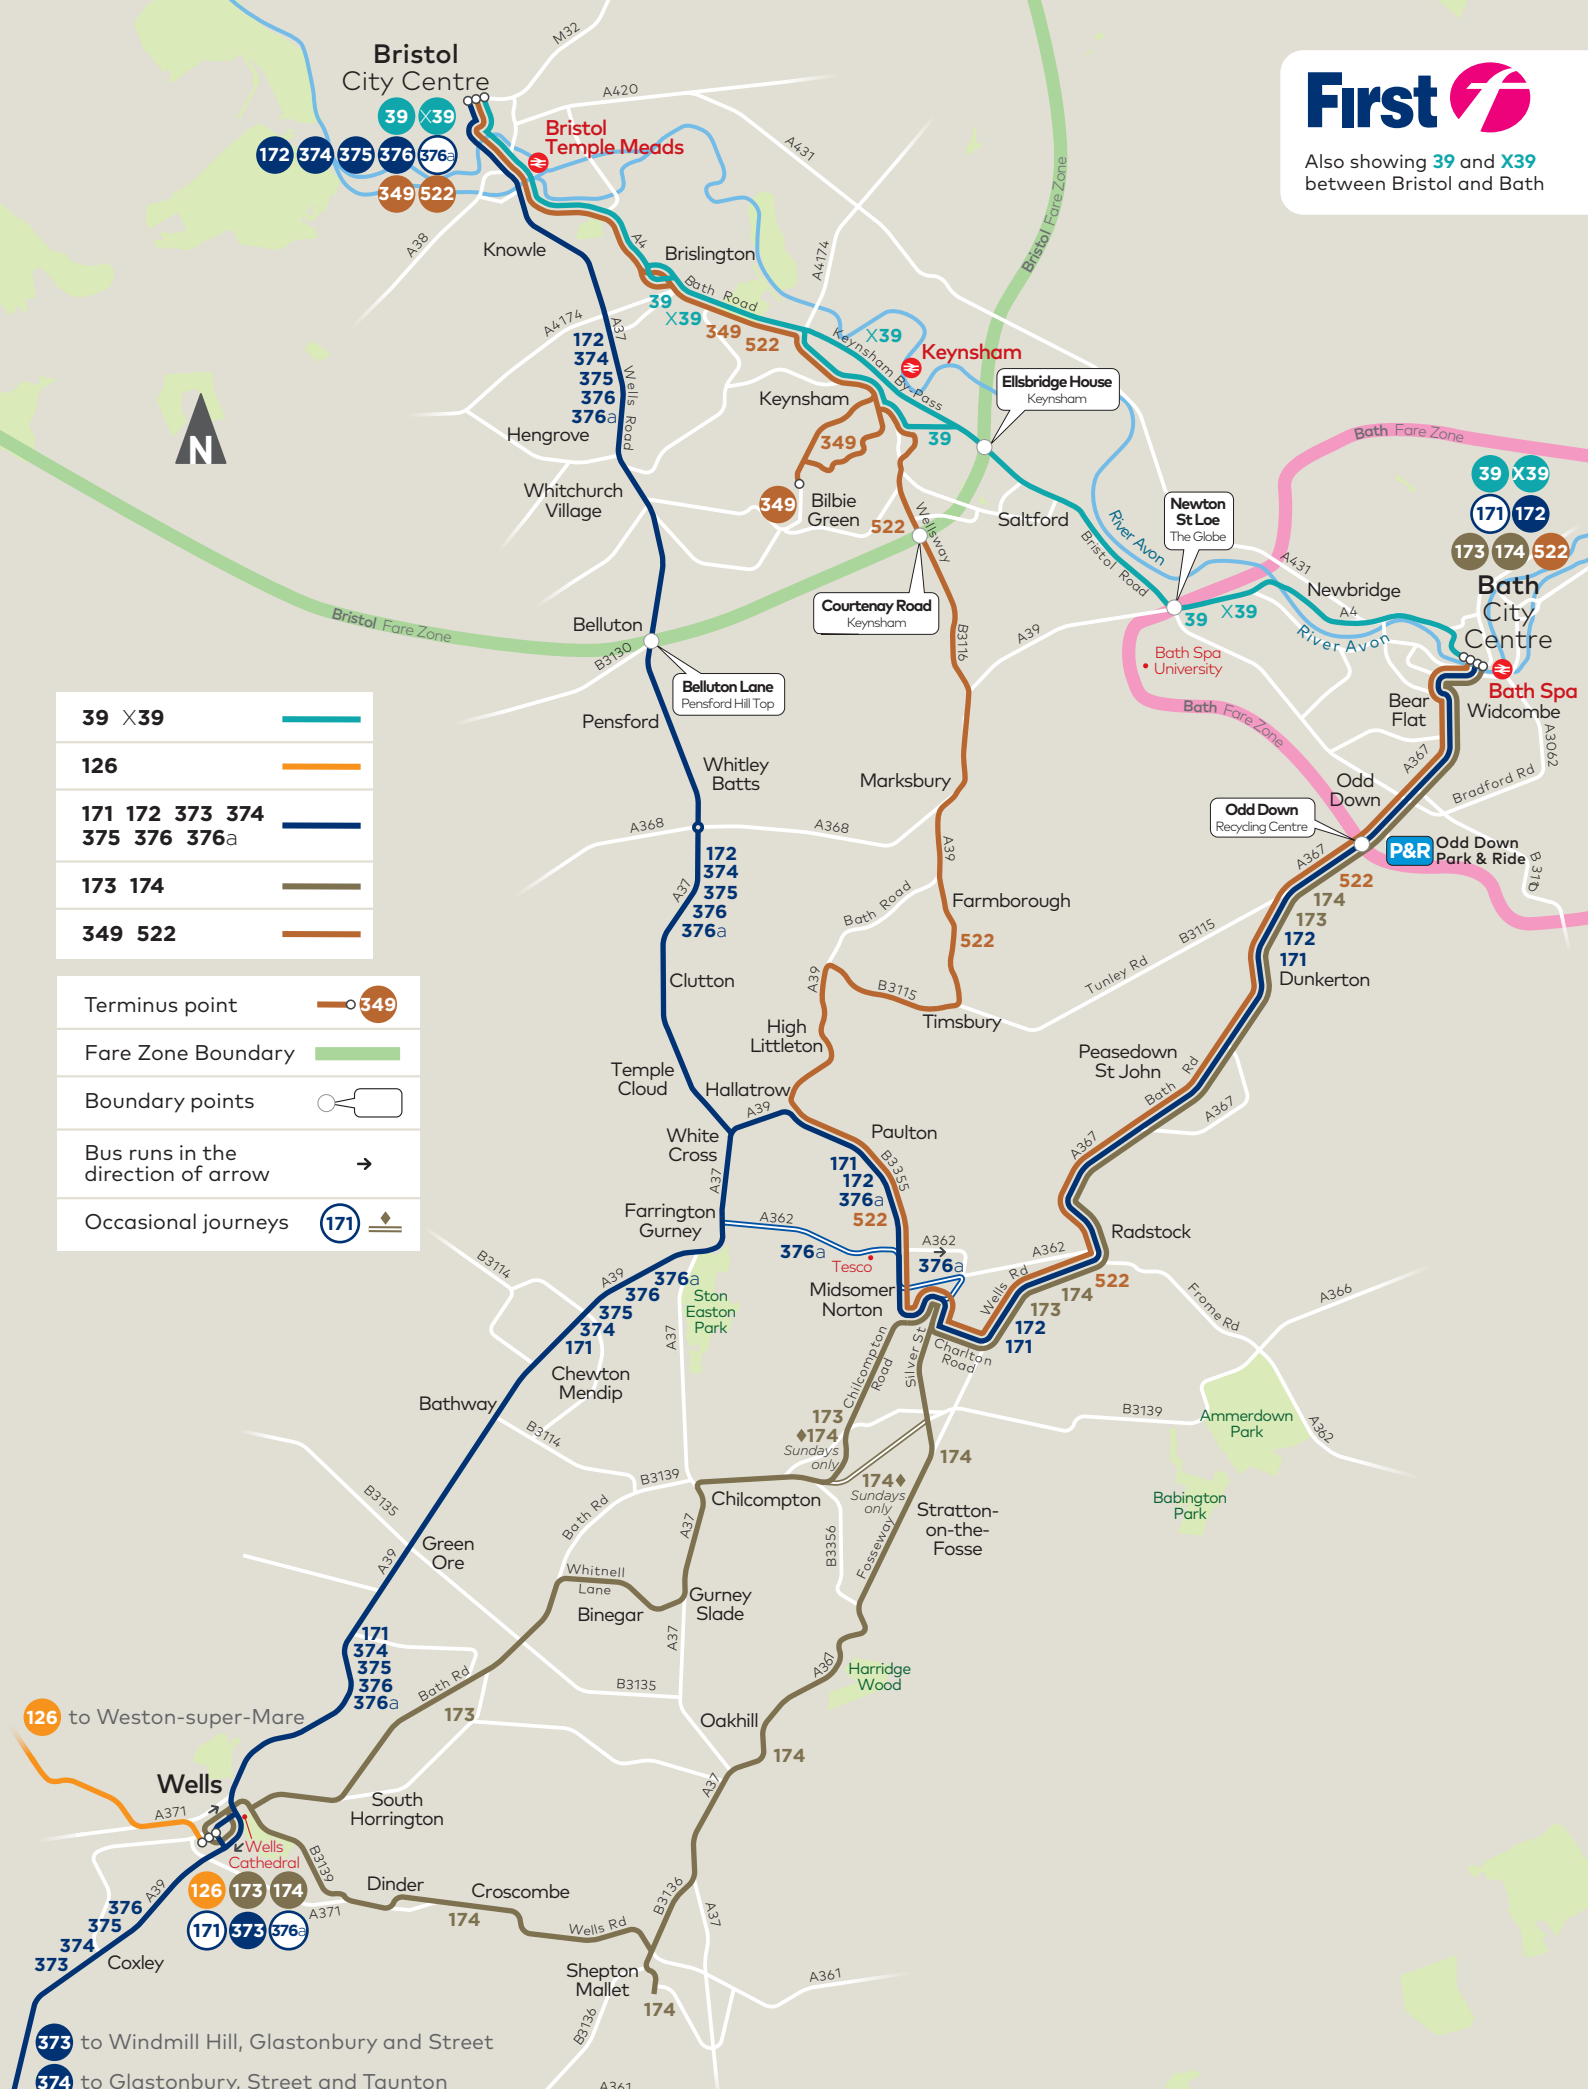 Bristol
City Centre
39 X39
172 374 375 376 376a
349 522
M32
A420
Bristol
Temple Meads
A431
First
Also showing 39 and X39
between Bristol and Bath
Bristol Fare Zone
A38
Knowle
A4
Brislington
A4174
Bath Road
39
X39
349
522
A4174
A37
172
374
375
376
376a
Wells Road
X39
Keynsham By-Pass
Keynsham
Ellsbridge House
Keynsham
Keynsham
349
39
Hengrove
N
Bath Fare Zone
39 X39
171 172
173 174 522
Bath
City
Centre
Whitchurch
Village
349
Bilbie
Green
522
Wellsway
Saltford
River Avon
Bristol Road
Newton
St Loe
The Globe
A431
Newbridge
A4
39 X39
River Avon
Courtenay Road
Keynsham
Bristol Fare Zone
Belluton
B3130
B3116
A39
Bath Spa
University
Belluton Lane
Pensford Hill Top
Bath Spa
Bear
Flat
Widcombe
Bath Fare Zone
A3062
A367
Bradford Rd
39 X39
126
171 172 373 374
375 376 376a
173 174
349 522
Pensford
Whitley
Batts
Marksbury
Odd
Down
Odd Down
Recycling Centre
P&R
Odd Down
Park & Ride
B3110
A368
A368
A39
172
374
375
376
376a
A37
Bath Road
Farmborough
522
A367
522
174
173
172
171
B3115
Tunley Rd
Dunkerton
Terminus point 349
Fare Zone Boundary
Boundary points
Bus runs in the
direction of arrow
Occasional journeys 171
Clutton
A39
B3115
Timsbury
High
Littleton
Temple
Cloud
Hallatrow
A39
Peasedown
St John
Bath Rd
A367
A367
White
Cross
Paulton
B3355
171
172
376a
522
A37
Farrington
Gurney
A362
376a
Tesco
A362
376a
Radstock
A362
522
174
173
172
171
Wells Rd
Midsomer
Norton
B3114
A39
376a
376
375
374
171
Ston
Easton
Park
A37
Chilcompton
Road
Silver St
Charlton
Road
Frome Rd
A366
Chewton
Mendip
Bathway
B3114
173
174
Sundays
only
174
Sundays
only
174
B3139
Ammerdown
Park
A362
B3139
Chilcompton
Babington
Park
B3135
Bath Rd
A37
B3356
Fosseway
Stratton-
on-the-
Fosse
Green
Ore
A39
Whitnell
Lane
Binegar
Gurney
Slade
A37
171
374
375
376
376a
Bath Rd
173
B3135
A367
Harridge
Wood
Oakhill
174
126 to Weston-super-Mare
Wells
A371
South
Horrington
A37
Wells
Cathedral
B3139
126 173 174
171 373 376a
A371
Dinder
Croscombe
174
Wells Rd
B3136
A37
A39
376
375
374
373
Coxley
Shepton
Mallet
174
A361
B3136
373 to Windmill Hill, Glastonbury and Street
374 to Glastonbury, Street and Taunton
A361